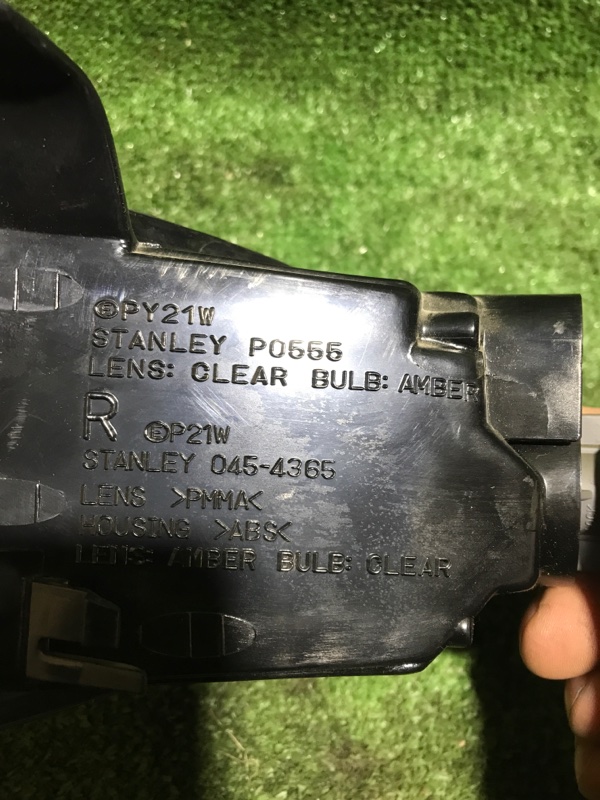 ⒺPY21W
STANLEY P0555
LENS: CLEAR BULB: AMBER
R ⒺP21W
STANLEY 045-4365
LENS >PMMA<
HOUSING >ABS<
LENS: AMBER BULB: CLEAR